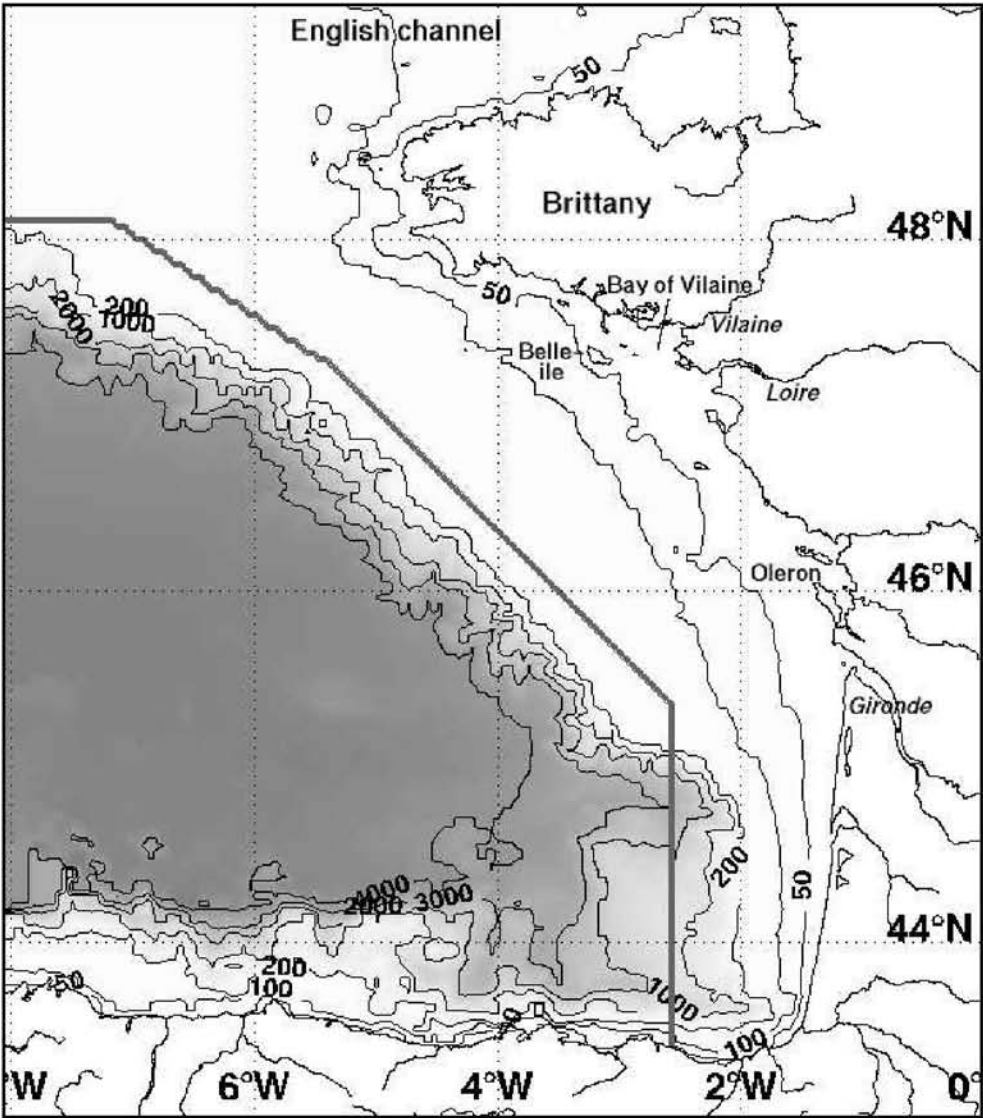 English channel
50
Brittany
48°N
50
Bay of Vilaine
200
1000
2000
Vilaine
Belle-
ile
Loire
Oleron
46°N
Gironde
200
50
4000
2000
3000
44°N
200
50
100
1000
100
°W
6°W
4°W
2°W
0°